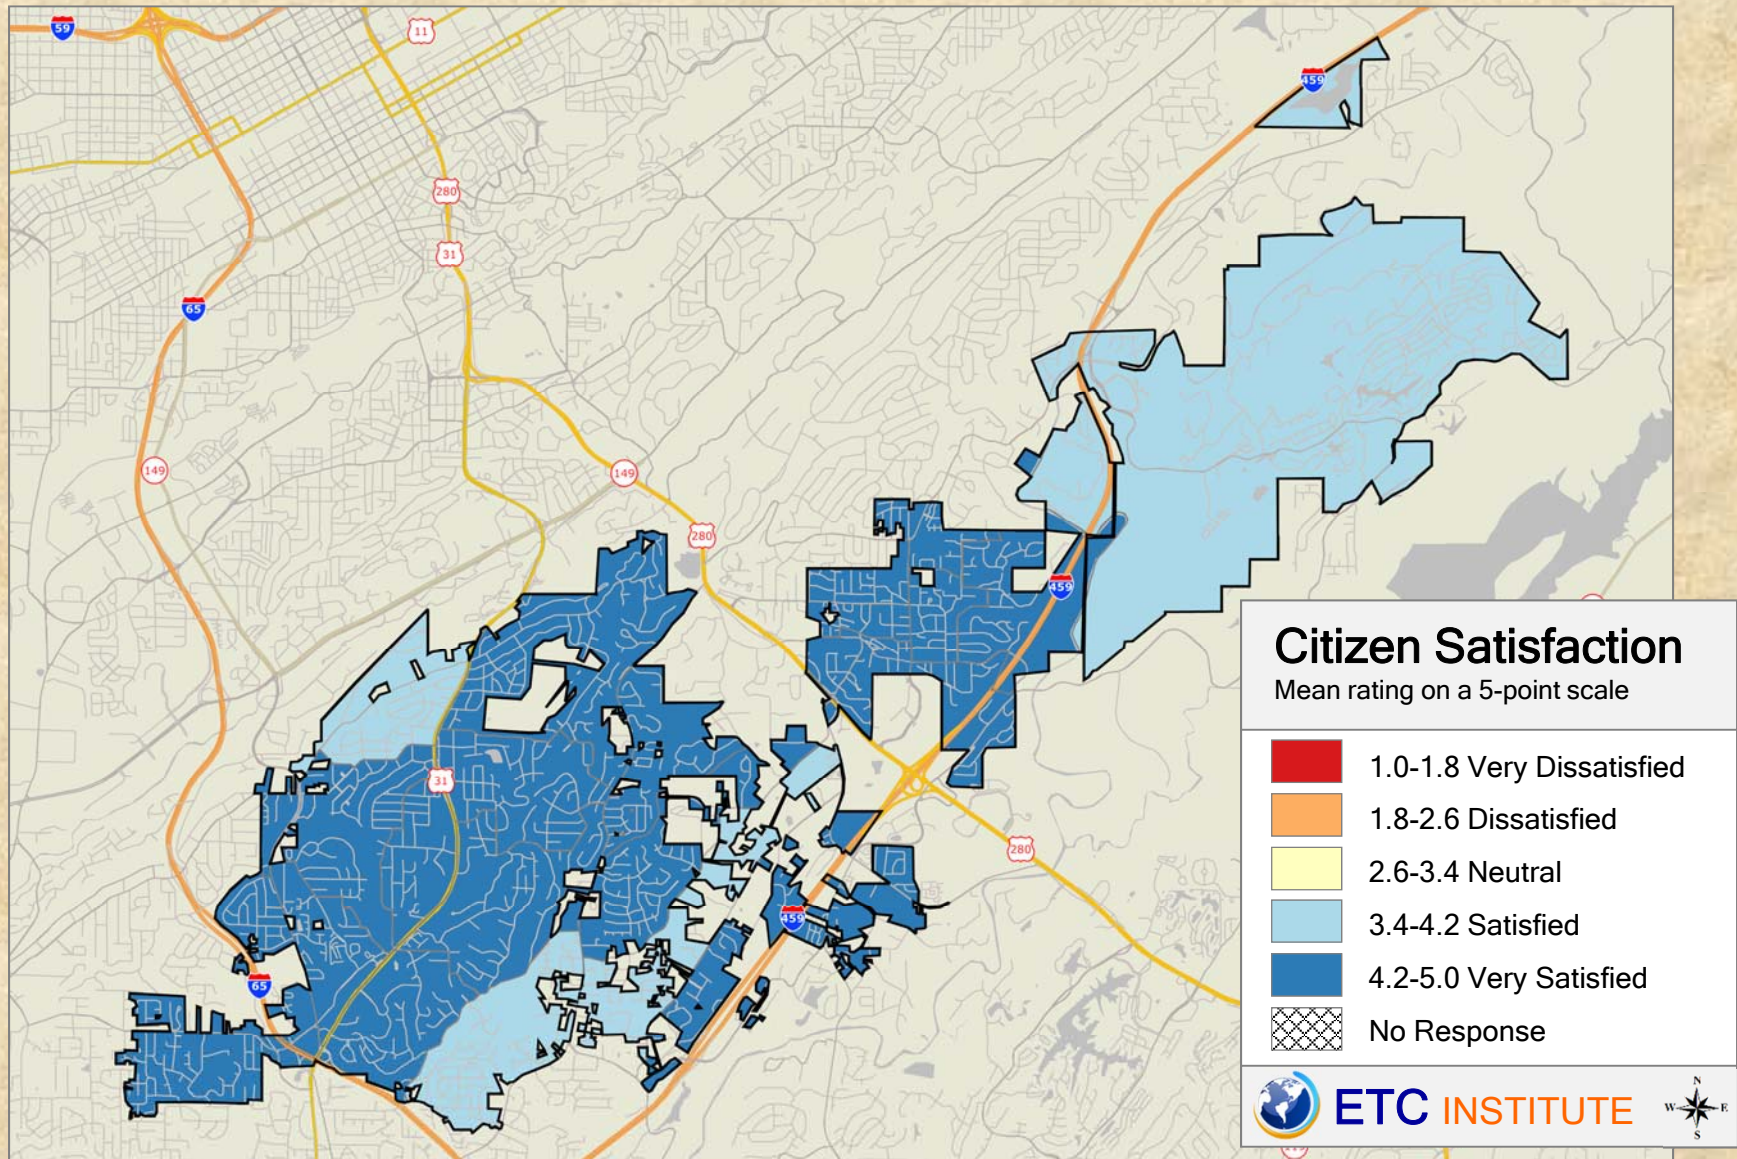 59
11
459
280
31
65
149
149
280
459
31
280
459
65
Citizen Satisfaction
Mean rating on a 5-point scale
1.0-1.8 Very Dissatisfied
1.8-2.6 Dissatisfied
2.6-3.4 Neutral
3.4-4.2 Satisfied
4.2-5.0 Very Satisfied
No Response
ETC INSTITUTE
N
W E
S